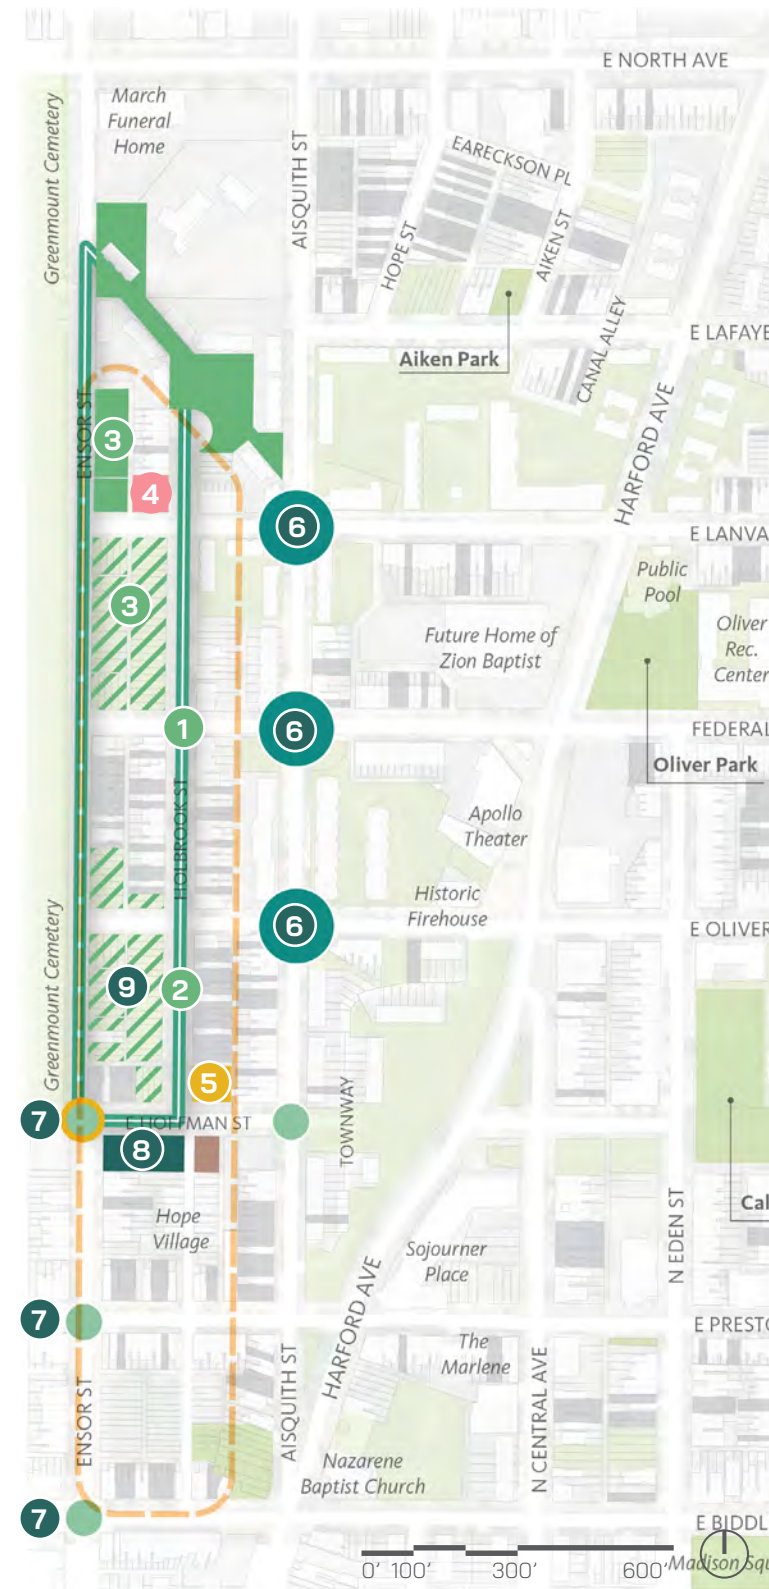 E NORTH AVE
March
Funeral
Home
Greenmount Cemetery
AISQUITH ST
EARECKSON PL
HOPE ST
AIKEN ST
CANAL ALLEY
E LAFAYE
Aiken Park
HARFORD AVE
ENSOR ST
3
4
6
E LANVA
Public
Pool
3
Future Home of
Zion Baptist
Oliver
Rec.
Center
1
6
FEDERAL
Oliver Park
HOLBROOK ST
Apollo
Theater
Historic
Firehouse
6
E OLIVER
Greenmount Cemetery
9
2
5
TOWNWAY
7
E HOFFMAN ST
8
Cal
Hope
Village
N EDEN ST
Sojourner
Place
HARFORD AVE
7
E PRESTO
The
Marlene
ENSOR ST
AISQUITH ST
N CENTRAL AVE
Nazarene
Baptist Church
7
E BIDDL
0' 100' 300' 600'
Madison Squ